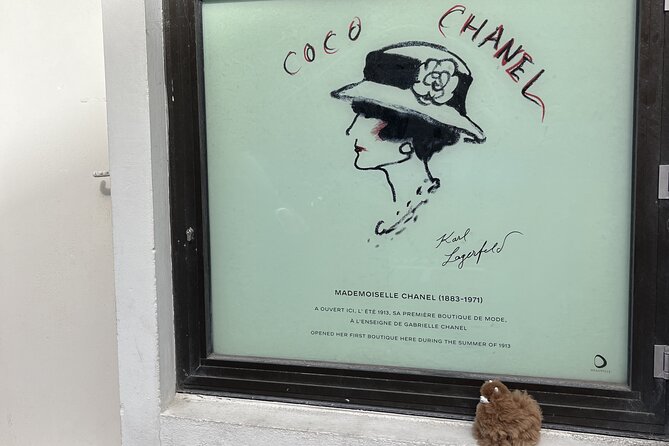 COCO CHANEL
Karl
Lagerfeld
MADEMOISELLE CHANEL (1883-1971)
A OUVERT ICI, L' ÉTÉ 1913, SA PREMIÈRE BOUTIQUE DE MODE,
À L'ENSEIGNE DE GABRIELLE CHANEL
OPENED HER FIRST BOUTIQUE HERE DURING THE SUMMER OF 1913